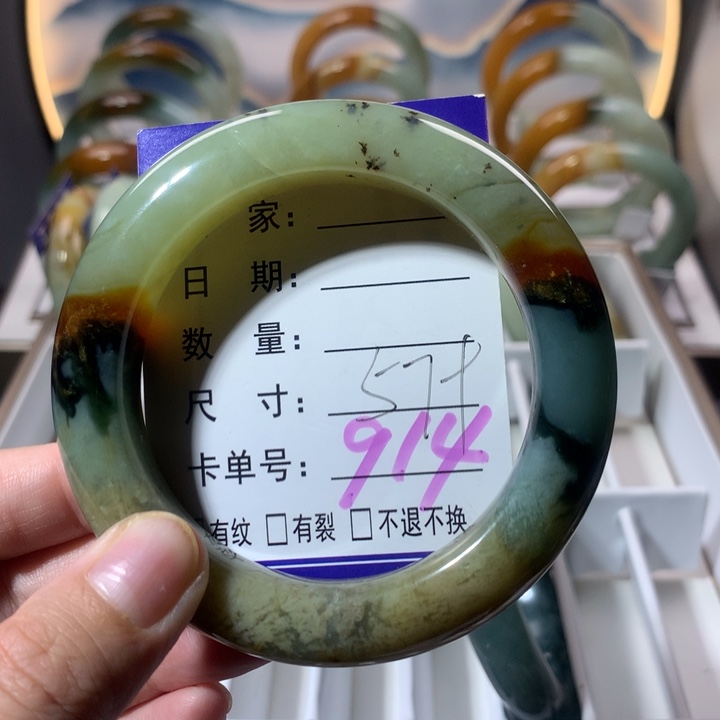 家：
日 期：
数 量：
尺 寸：57
卡单号：914
有纹 □有裂 □不退不换